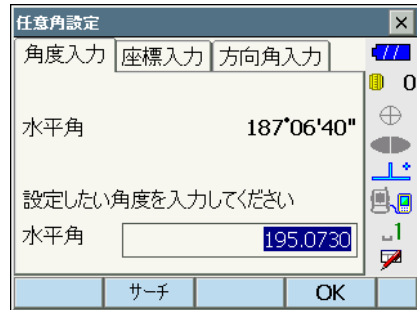 任意角設定
角度入力 座標入力 方向角入力
0
水平角 187°06'40"
設定したい角度を入力してください
水平角 195.0730
1
サーチ OK